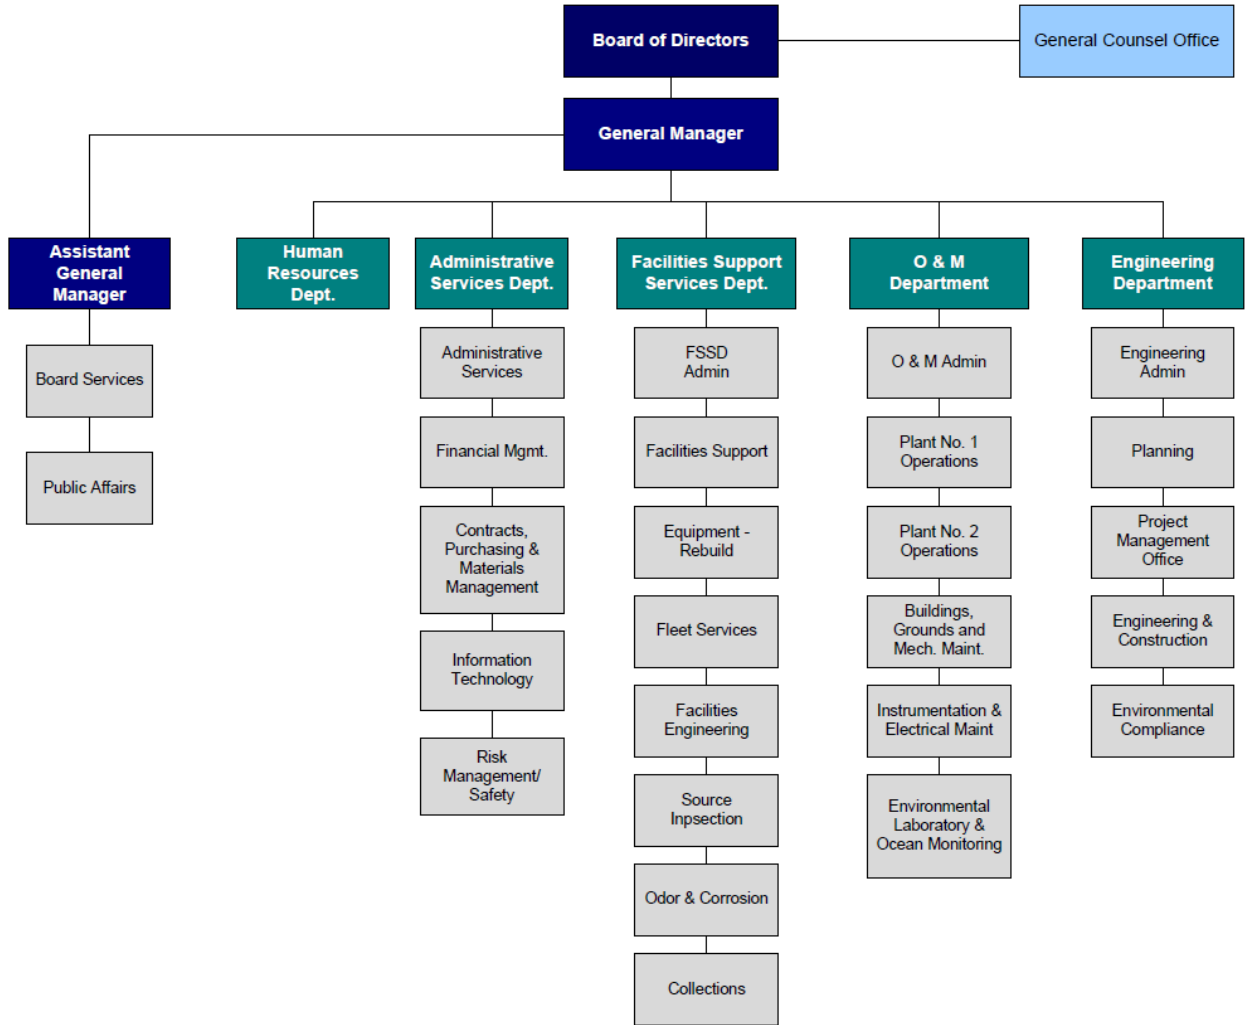 Board of Directors
General Counsel Office
General Manager
Assistant
General
Manager
Human
Resources
Dept.
Administrative
Services Dept.
Facilities Support
Services Dept.
O & M
Department
Engineering
Department
Board Services
Public Affairs
Administrative
Services
Financial Mgmt.
Contracts,
Purchasing &
Materials
Management
Information
Technology
Risk
Management/
Safety
FSSD
Admin
Facilities Support
Equipment -
Rebuild
Fleet Services
Facilities
Engineering
Source
Inpsection
Odor & Corrosion
Collections
O & M Admin
Plant No. 1
Operations
Plant No. 2
Operations
Buildings,
Grounds and
Mech. Maint.
Instrumentation &
Electrical Maint
Environmental
Laboratory &
Ocean Monitoring
Engineering
Admin
Planning
Project
Management
Office
Engineering &
Construction
Environmental
Compliance